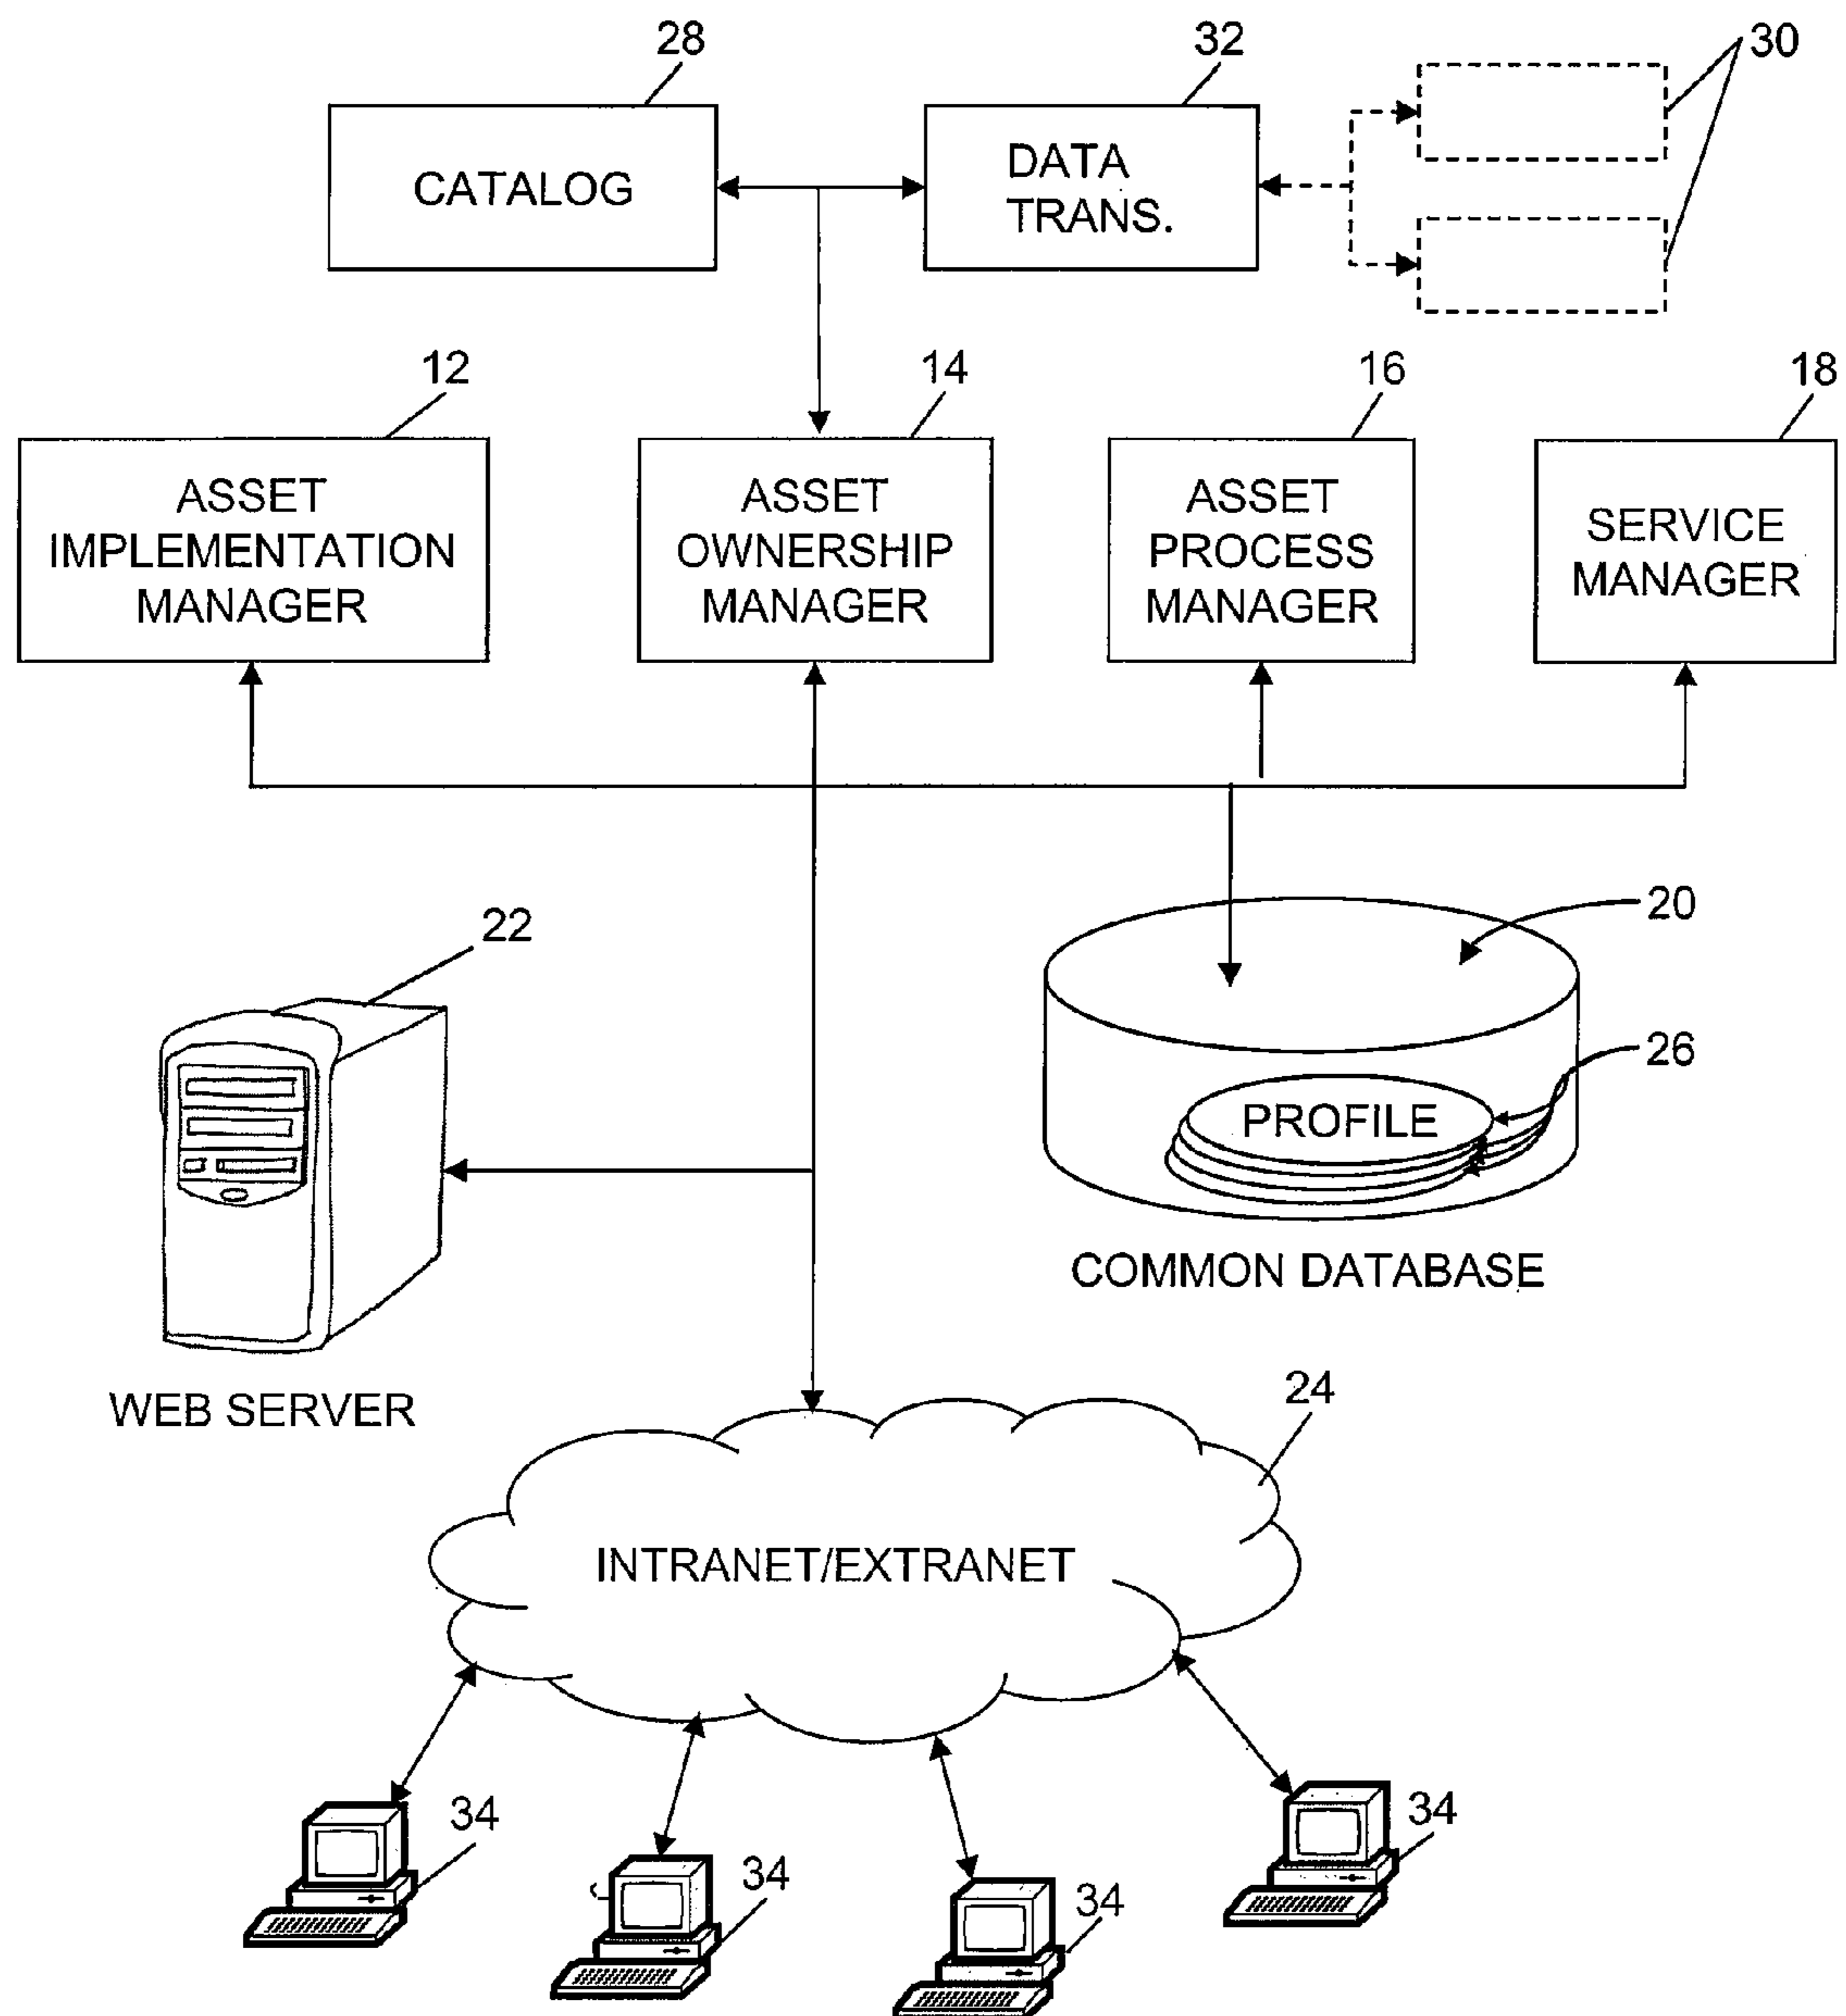 28
32
30
CATALOG
DATA
TRANS.
12
14
16
18
ASSET
IMPLEMENTATION
MANAGER
ASSET
OWNERSHIP
MANAGER
ASSET
PROCESS
MANAGER
SERVICE
MANAGER
22
20
26
PROFILE
COMMON DATABASE
WEB SERVER
24
INTRANET/EXTRANET
34
34
34
34